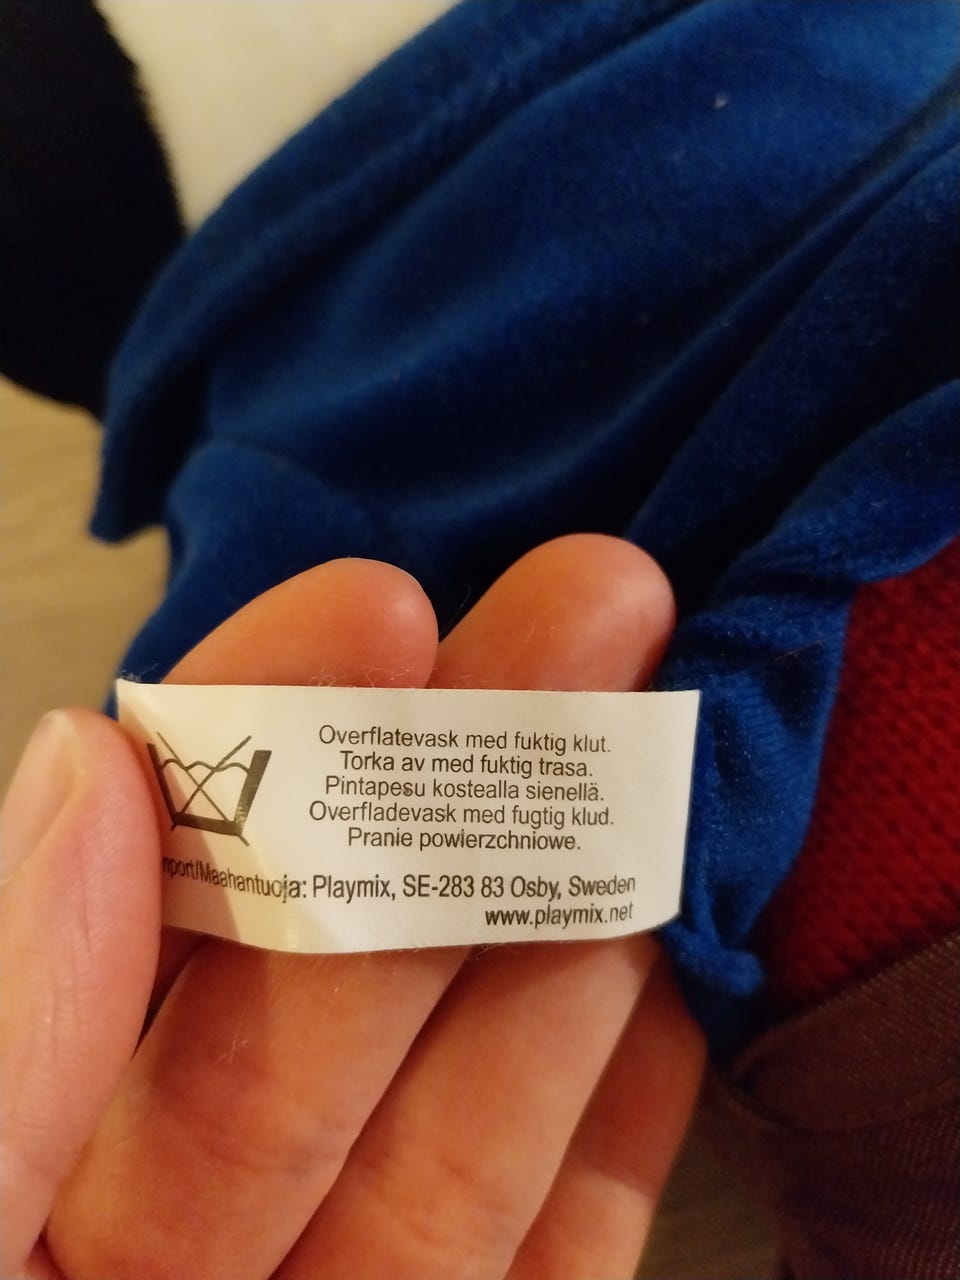 Overflatevask med fuktig klut.
Torka av med fuktig trasa.
Pintapesu kostealla sienellä.
Overfladevask med fugtig klud.
Pranie powierzchniowe.
mport/Maahantuoja: Playmix, SE-283 83 Osby, Sweden
www.playmix.net